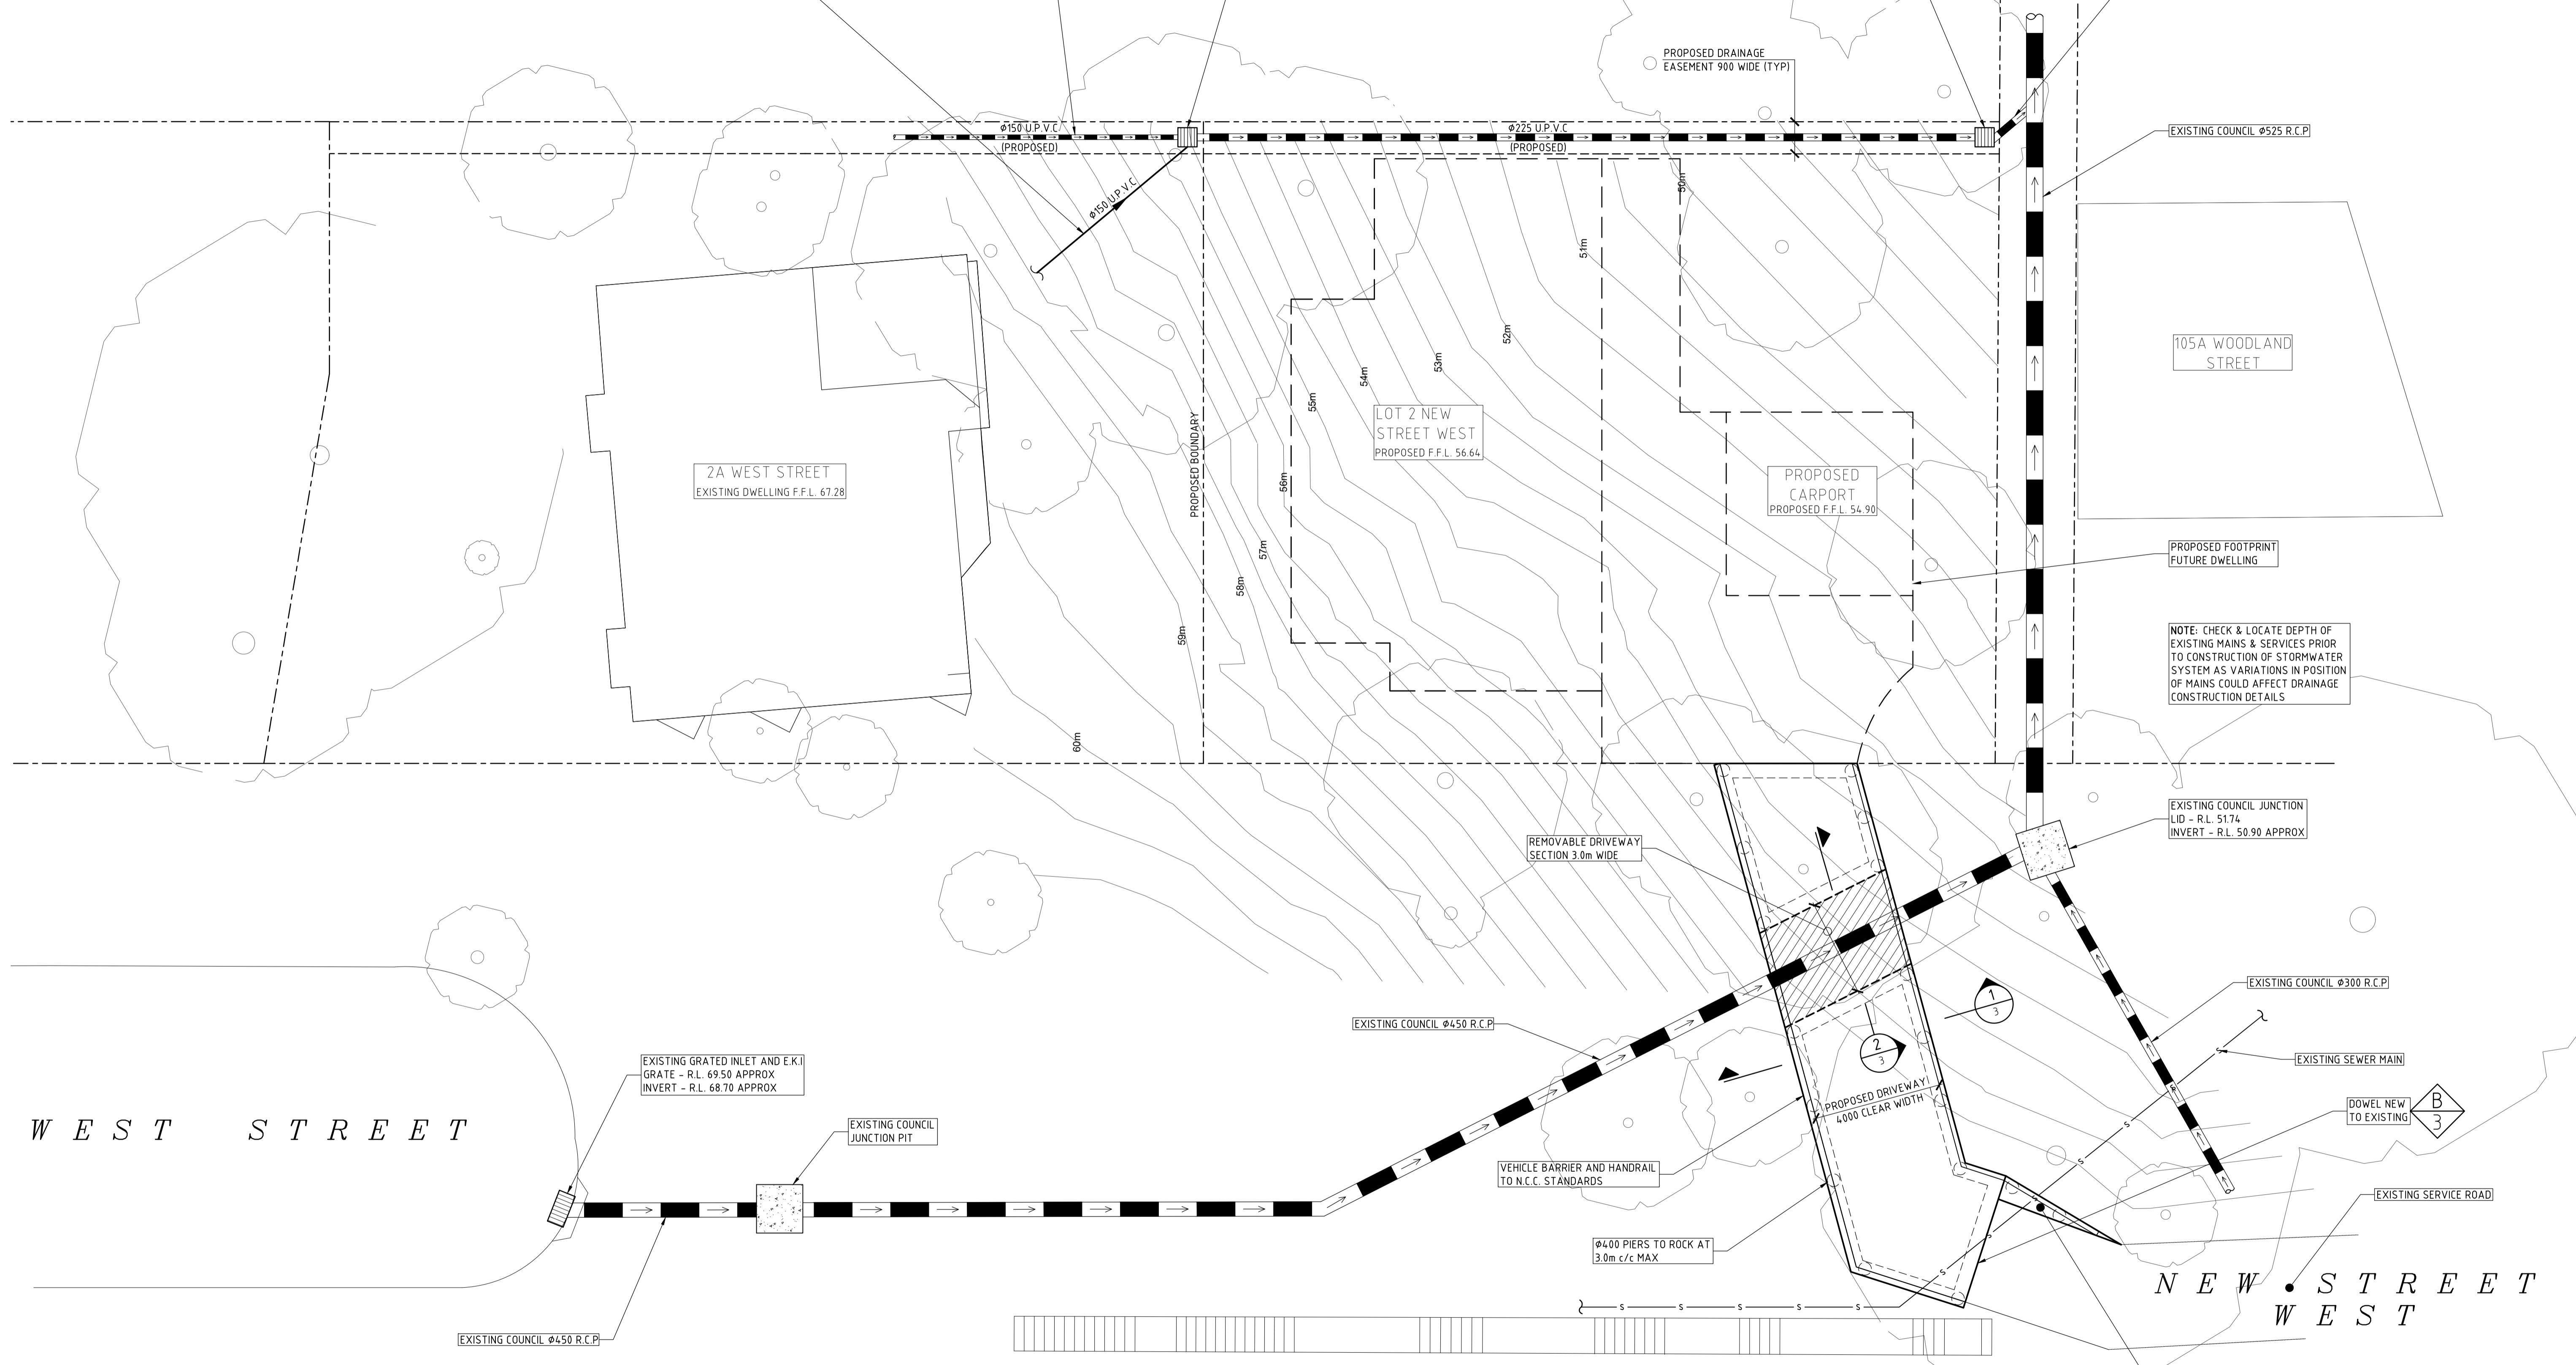 PROPOSED DRAINAGE
EASEMENT 900 WIDE (TYP)
Ø150 U.P.V.C
(PROPOSED)
Ø225 U.P.V.C
(PROPOSED)
EXISTING COUNCIL Ø525 R.C.P
Ø150 U.P.V.C
50m
51m
52m
53m
54m
55m
56m
57m
58m
59m
60m
105A WOODLAND
STREET
LOT 2 NEW
STREET WEST
PROPOSED F.F.L. 56.64
PROPOSED BOUNDARY
2A WEST STREET
EXISTING DWELLING F.F.L. 67.28
PROPOSED
CARPORT
PROPOSED F.F.L. 54.90
PROPOSED FOOTPRINT
FUTURE DWELLING
NOTE: CHECK & LOCATE DEPTH OF
EXISTING MAINS & SERVICES PRIOR
TO CONSTRUCTION OF STORMWATER
SYSTEM AS VARIATIONS IN POSITION
OF MAINS COULD AFFECT DRAINAGE
CONSTRUCTION DETAILS
EXISTING COUNCIL JUNCTION
LID - R.L. 51.74
INVERT - R.L. 50.90 APPROX
REMOVABLE DRIVEWAY
SECTION 3.0m WIDE
EXISTING COUNCIL Ø300 R.C.P
1
3
EXISTING COUNCIL Ø450 R.C.P
2
3
EXISTING SEWER MAIN
EXISTING GRATED INLET AND E.K.I
GRATE - R.L. 69.50 APPROX
INVERT - R.L. 68.70 APPROX
PROPOSED DRIVEWAY
4000 CLEAR WIDTH
DOWEL NEW
TO EXISTING
B
3
WEST STREET
EXISTING COUNCIL
JUNCTION PIT
VEHICLE BARRIER AND HANDRAIL
TO N.C.C. STANDARDS
EXISTING SERVICE ROAD
Ø400 PIERS TO ROCK AT
3.0m c/c MAX
NEW STREET
WEST
S
S
S
S
S
S
S
S
S
S
S
S
EXISTING COUNCIL Ø450 R.C.P